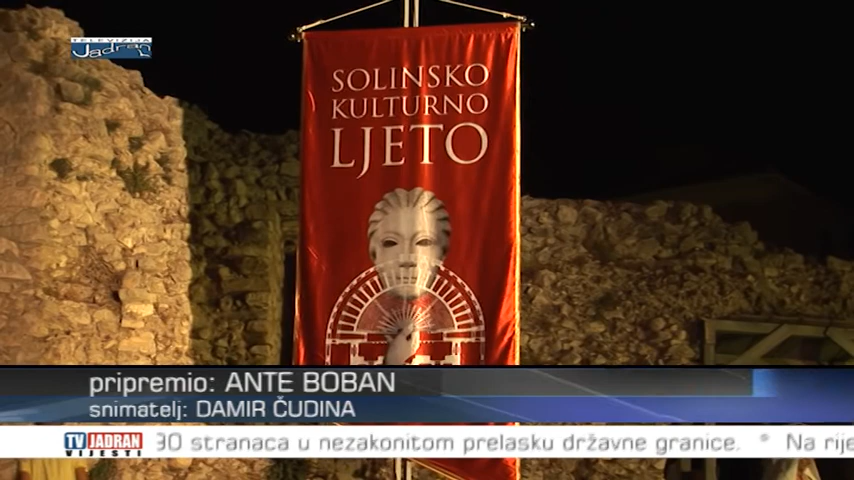 TELEVIZIJA
Jadran
SOLINSKO
KULTURNO
LJETO
pripremio: ANTE BOBAN
snimatelj: DAMIR ČUDINA
TV JADRAN
VIJESTI
30 stranaca u nezakonitom prelasku državne granice. * Na